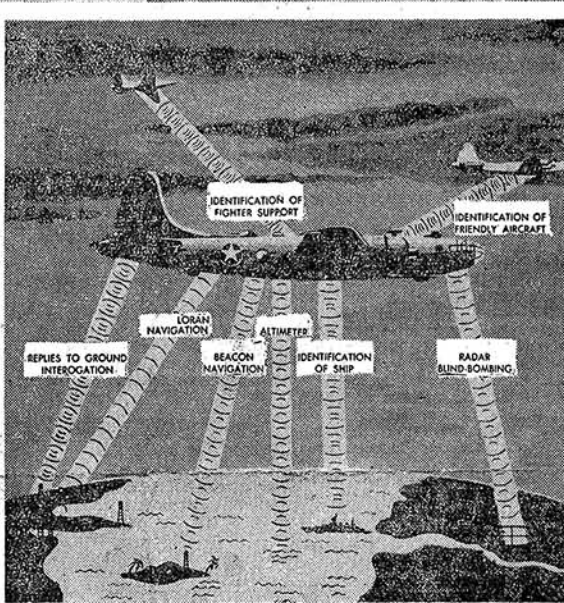 IDENTIFICATION OF
FIGHTER SUPPORT
IDENTIFICATION OF
FRIENDLY AIRCRAFT
LORAN
NAVIGATION
REPLIES TO GROUND
INTEROGATION
BEACON
NAVIGATION
ALTIMETER
IDENTIFICATION
OF SHIP
RADAR
BLIND-BOMBING